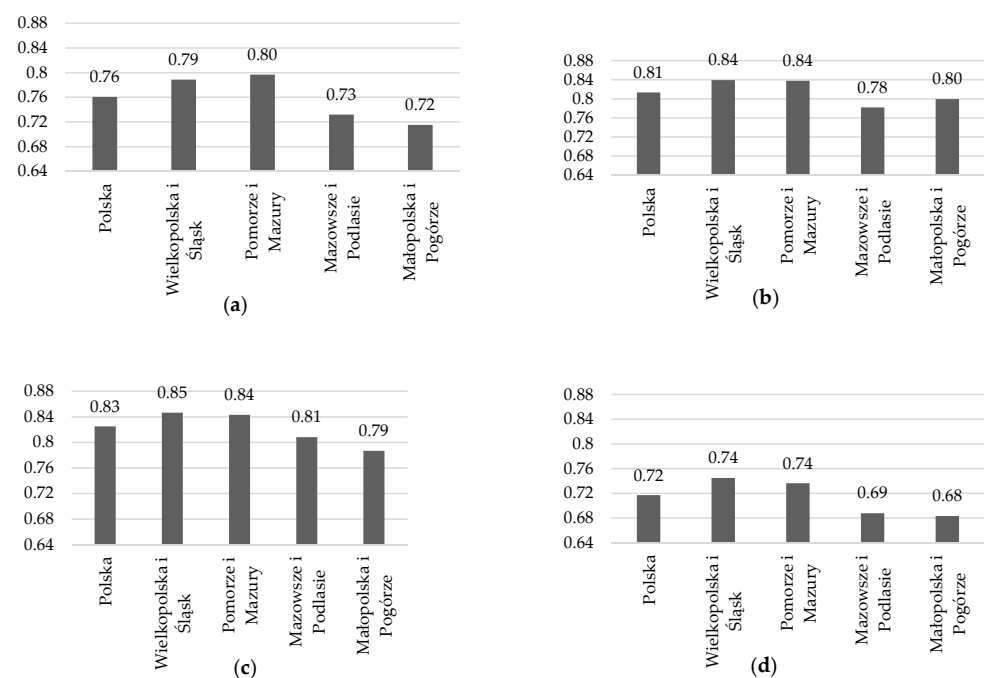 0.88
0.84
0.8
0.76
0.72
0.68
0.64
0.76
0.79
0.80
0.73
0.72
Polska
Wielkopolska i
Śląsk
Pomorze i
Mazury
Mazowsze i
Podlasie
Małopolska i
Pogórze
(a)
0.88
0.84
0.8
0.76
0.72
0.68
0.64
0.81
0.84
0.84
0.78
0.80
Polska
Wielkopolska i
Śląsk
Pomorze i
Mazury
Mazowsze i
Podlasie
Małopolska i
Pogórze
(b)
0.88
0.84
0.8
0.76
0.72
0.68
0.64
0.83
0.85
0.84
0.81
0.79
Polska
Wielkopolska i
Śląsk
Pomorze i
Mazury
Mazowsze i
Podlasie
Małopolska i
Pogórze
(c)
0.88
0.84
0.8
0.76
0.72
0.68
0.64
0.72
0.74
0.74
0.69
0.68
Polska
Wielkopolska i
Śląsk
Pomorze i
Mazury
Mazowsze i
Podlasie
Małopolska i
Pogórze
(d)